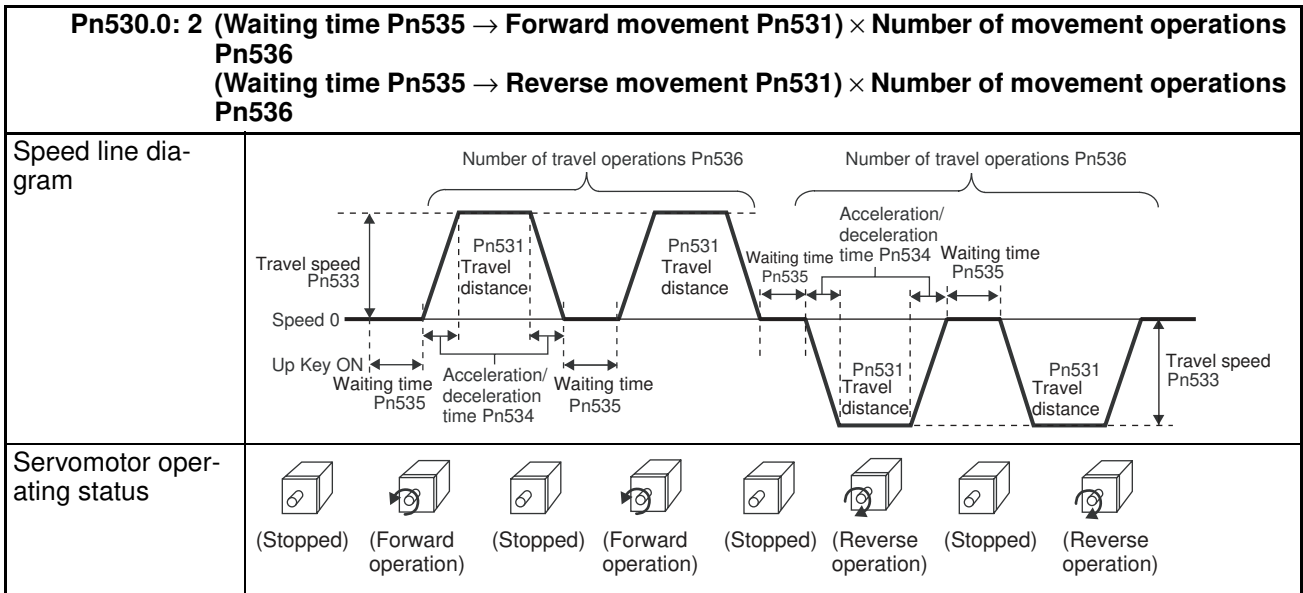 Pn530.0: 2 (Waiting time Pn535 → Forward movement Pn531) × Number of movement operations
Pn536
(Waiting time Pn535 → Reverse movement Pn531) × Number of movement operations
Pn536
Speed line dia-
gram
Number of travel operations Pn536
Number of travel operations Pn536
Travel speed
Pn533
Pn531
Travel
distance
Pn531
Travel
distance
Waiting time
Pn535
Acceleration/
deceleration
time Pn534
Waiting time
Pn535
Speed 0
Up Key ON
Waiting time
Pn535
Acceleration/
deceleration
time Pn534
Waiting time
Pn535
Pn531
Travel
distance
Pn531
Travel
distance
Travel speed
Pn533
Servomotor oper-
ating status
(Stopped)
(Forward
operation)
(Stopped)
(Forward
operation)
(Stopped)
(Reverse
operation)
(Stopped)
(Reverse
operation)